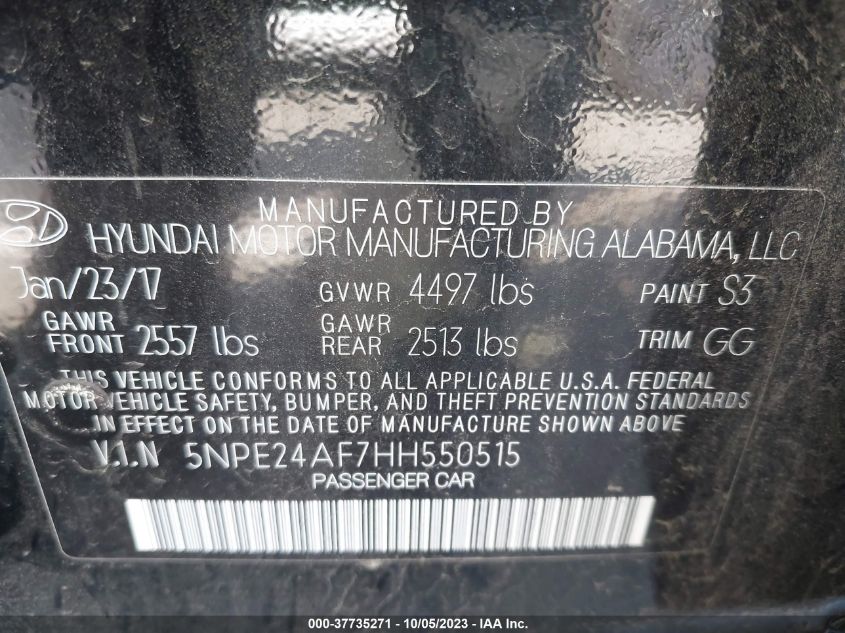 MANUFACTURED BY
HYUNDAI MOTOR MANUFACTURING ALABAMA, LLC
Jan/23/17 GVWR 4497 lbs PAINT S3
GAWR FRONT 2557 lbs GAWR REAR 2513 lbs TRIM GG
THIS VEHICLE CONFORMS TO ALL APPLICABLE U.S.A. FEDERAL
MOTOR VEHICLE SAFETY, BUMPER, AND THEFT PREVENTION STANDARDS
IN EFFECT ON THE DATE OF MANUFACTURE SHOWN ABOVE
V.I.N 5NPE24AF7HH550515
PASSENGER CAR
000-37735271 - 10/05/2023 - IAA Inc.